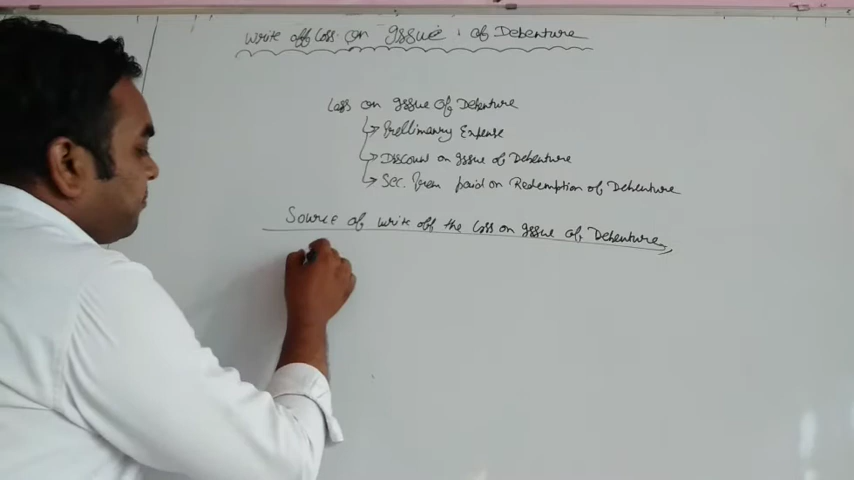 Write off Loss on Issue of Debenture
Loss on Issue of Debenture
Prellimanry Expense
Discount on Issue of Debenture
Sec. Prem paid on Redemption of Debenture
Source of write off the Loss on Issue of Debenture